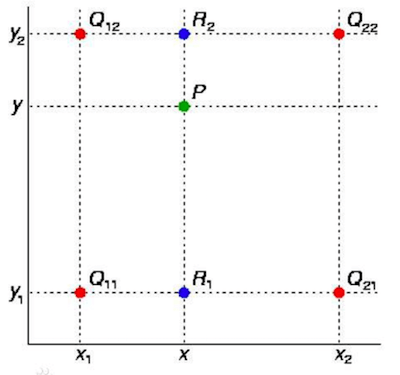 y₂ Q₁₂ R₂ Q₂₂
y P
y₁ Q₁₁ R₁ Q₂₁
x₁ x x₂